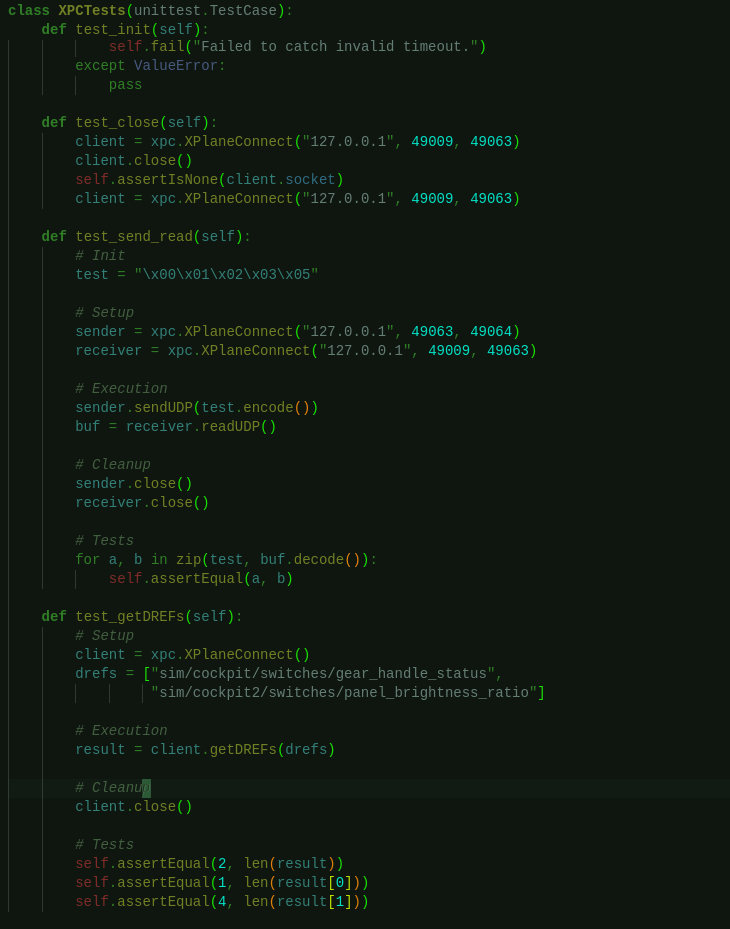 class XPCTests(unittest.TestCase):
    def test_init(self):
            self.fail("Failed to catch invalid timeout.")
        except ValueError:
            pass

    def test_close(self):
        client = xpc.XPlaneConnect("127.0.0.1", 49009, 49063)
        client.close()
        self.assertIsNone(client.socket)
        client = xpc.XPlaneConnect("127.0.0.1", 49009, 49063)

    def test_send_read(self):
        # Init
        test = "\x00\x01\x02\x03\x05"

        # Setup
        sender = xpc.XPlaneConnect("127.0.0.1", 49063, 49064)
        receiver = xpc.XPlaneConnect("127.0.0.1", 49009, 49063)

        # Execution
        sender.sendUDP(test.encode())
        buf = receiver.readUDP()

        # Cleanup
        sender.close()
        receiver.close()

        # Tests
        for a, b in zip(test, buf.decode()):
            self.assertEqual(a, b)

    def test_getDREFs(self):
        # Setup
        client = xpc.XPlaneConnect()
        drefs = ["sim/cockpit/switches/gear_handle_status",
                 "sim/cockpit2/switches/panel_brightness_ratio"]

        # Execution
        result = client.getDREFs(drefs)

        # Cleanup
        client.close()

        # Tests
        self.assertEqual(2, len(result))
        self.assertEqual(1, len(result[0]))
        self.assertEqual(4, len(result[1]))